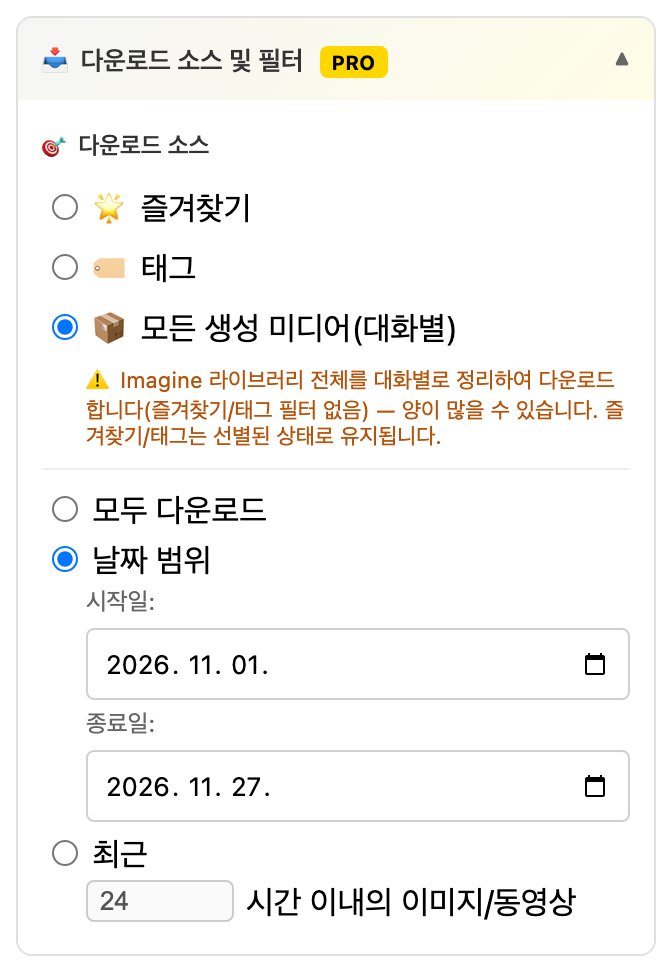 다운로드 소스 및 필터 PRO
다운로드 소스
즐겨찾기
태그
모든 생성 미디어(대화별)
Imagine 라이브러리 전체를 대화별로 정리하여 다운로드
합니다(즐겨찾기/태그 필터 없음) — 양이 많을 수 있습니다. 즐
겨찾기/태그는 선별된 상태로 유지됩니다.
모두 다운로드
날짜 범위
시작일:
2026. 11. 01.
종료일:
2026. 11. 27.
최근
24 시간 이내의 이미지/동영상